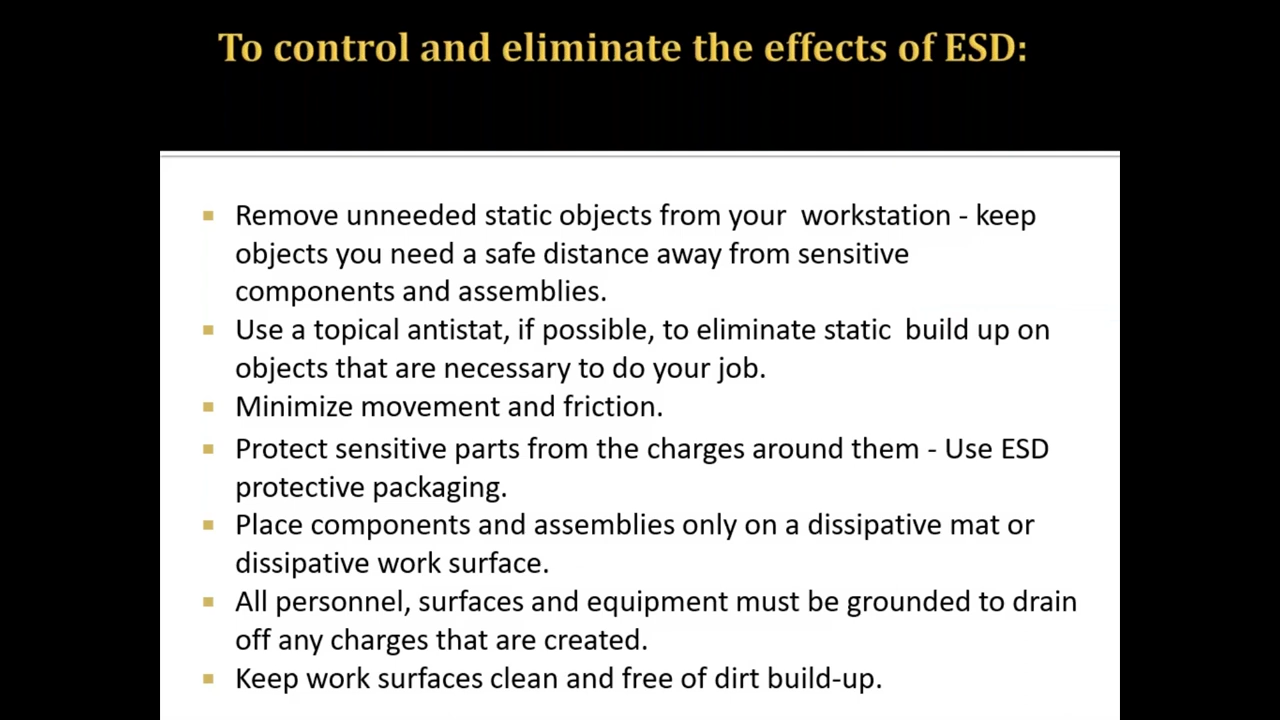 To control and eliminate the effects of ESD:
▪ Remove unneeded static objects from your workstation - keep
objects you need a safe distance away from sensitive
components and assemblies.
▪ Use a topical antistat, if possible, to eliminate static build up on
objects that are necessary to do your job.
▪ Minimize movement and friction.
▪ Protect sensitive parts from the charges around them - Use ESD
protective packaging.
▪ Place components and assemblies only on a dissipative mat or
dissipative work surface.
▪ All personnel, surfaces and equipment must be grounded to drain
off any charges that are created.
▪ Keep work surfaces clean and free of dirt build-up.